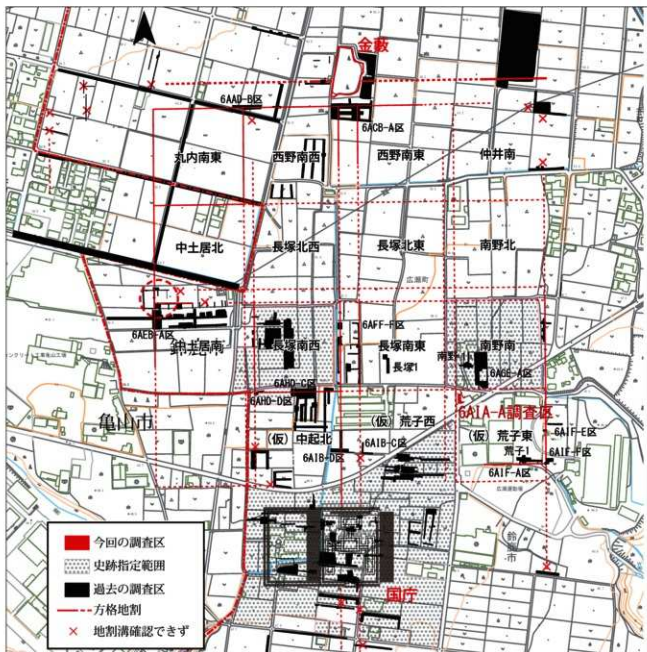 金薮
6AAD-B区
6ACB-A区
丸内南東
西野南西
西野南東
仲井南
中土居北
長塚北西
長塚北東
南野北
広瀬町
6AEB-A区
中土居南
長塚南西
6AFF-F区
長塚南東
長塚1
南野南
6AGE-A区
6AHD-C区
6AHD-D区
亀山市
(仮)
中起北
(仮)荒子西
6AIA-A調査区
(仮)荒子東
荒子1
6AIB-C区
6AIB-D区
6AIF-E区
6AIF-F区
6AIF-A区
鈴鹿市
国庁
今回の調査区
史跡指定範囲
過去の調査区
方格地割
× 地割溝確認できず